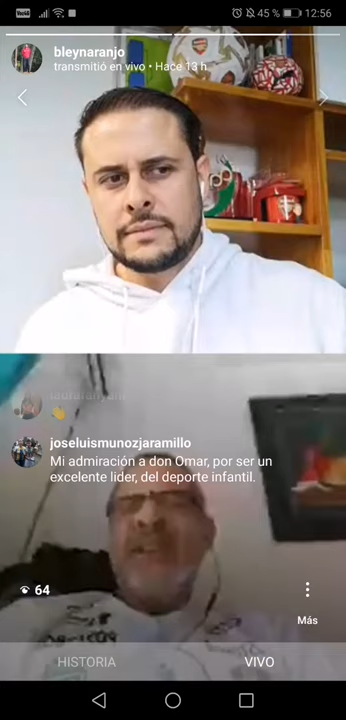 45 % 12:56
bleynaranjo
transmitió en vivo • Hace 13 h
joseluismunozjaramillo
Mi admiración a don Omar, por ser un
excelente lider, del deporte infantil.
64
Más
HISTORIA
VIVO